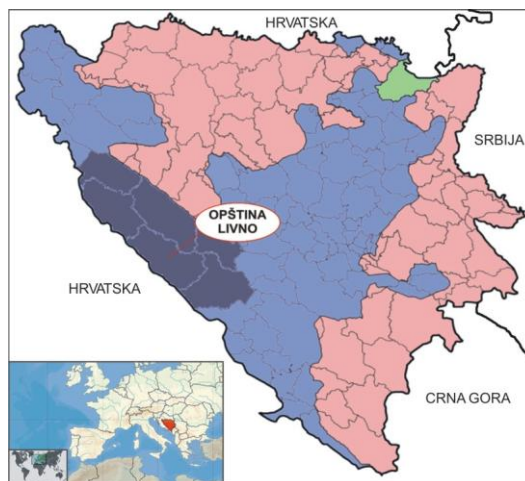 HRVATSKA
SRBIJA
OPŠTINA
LIVNO
HRVATSKA
CRNA GORA